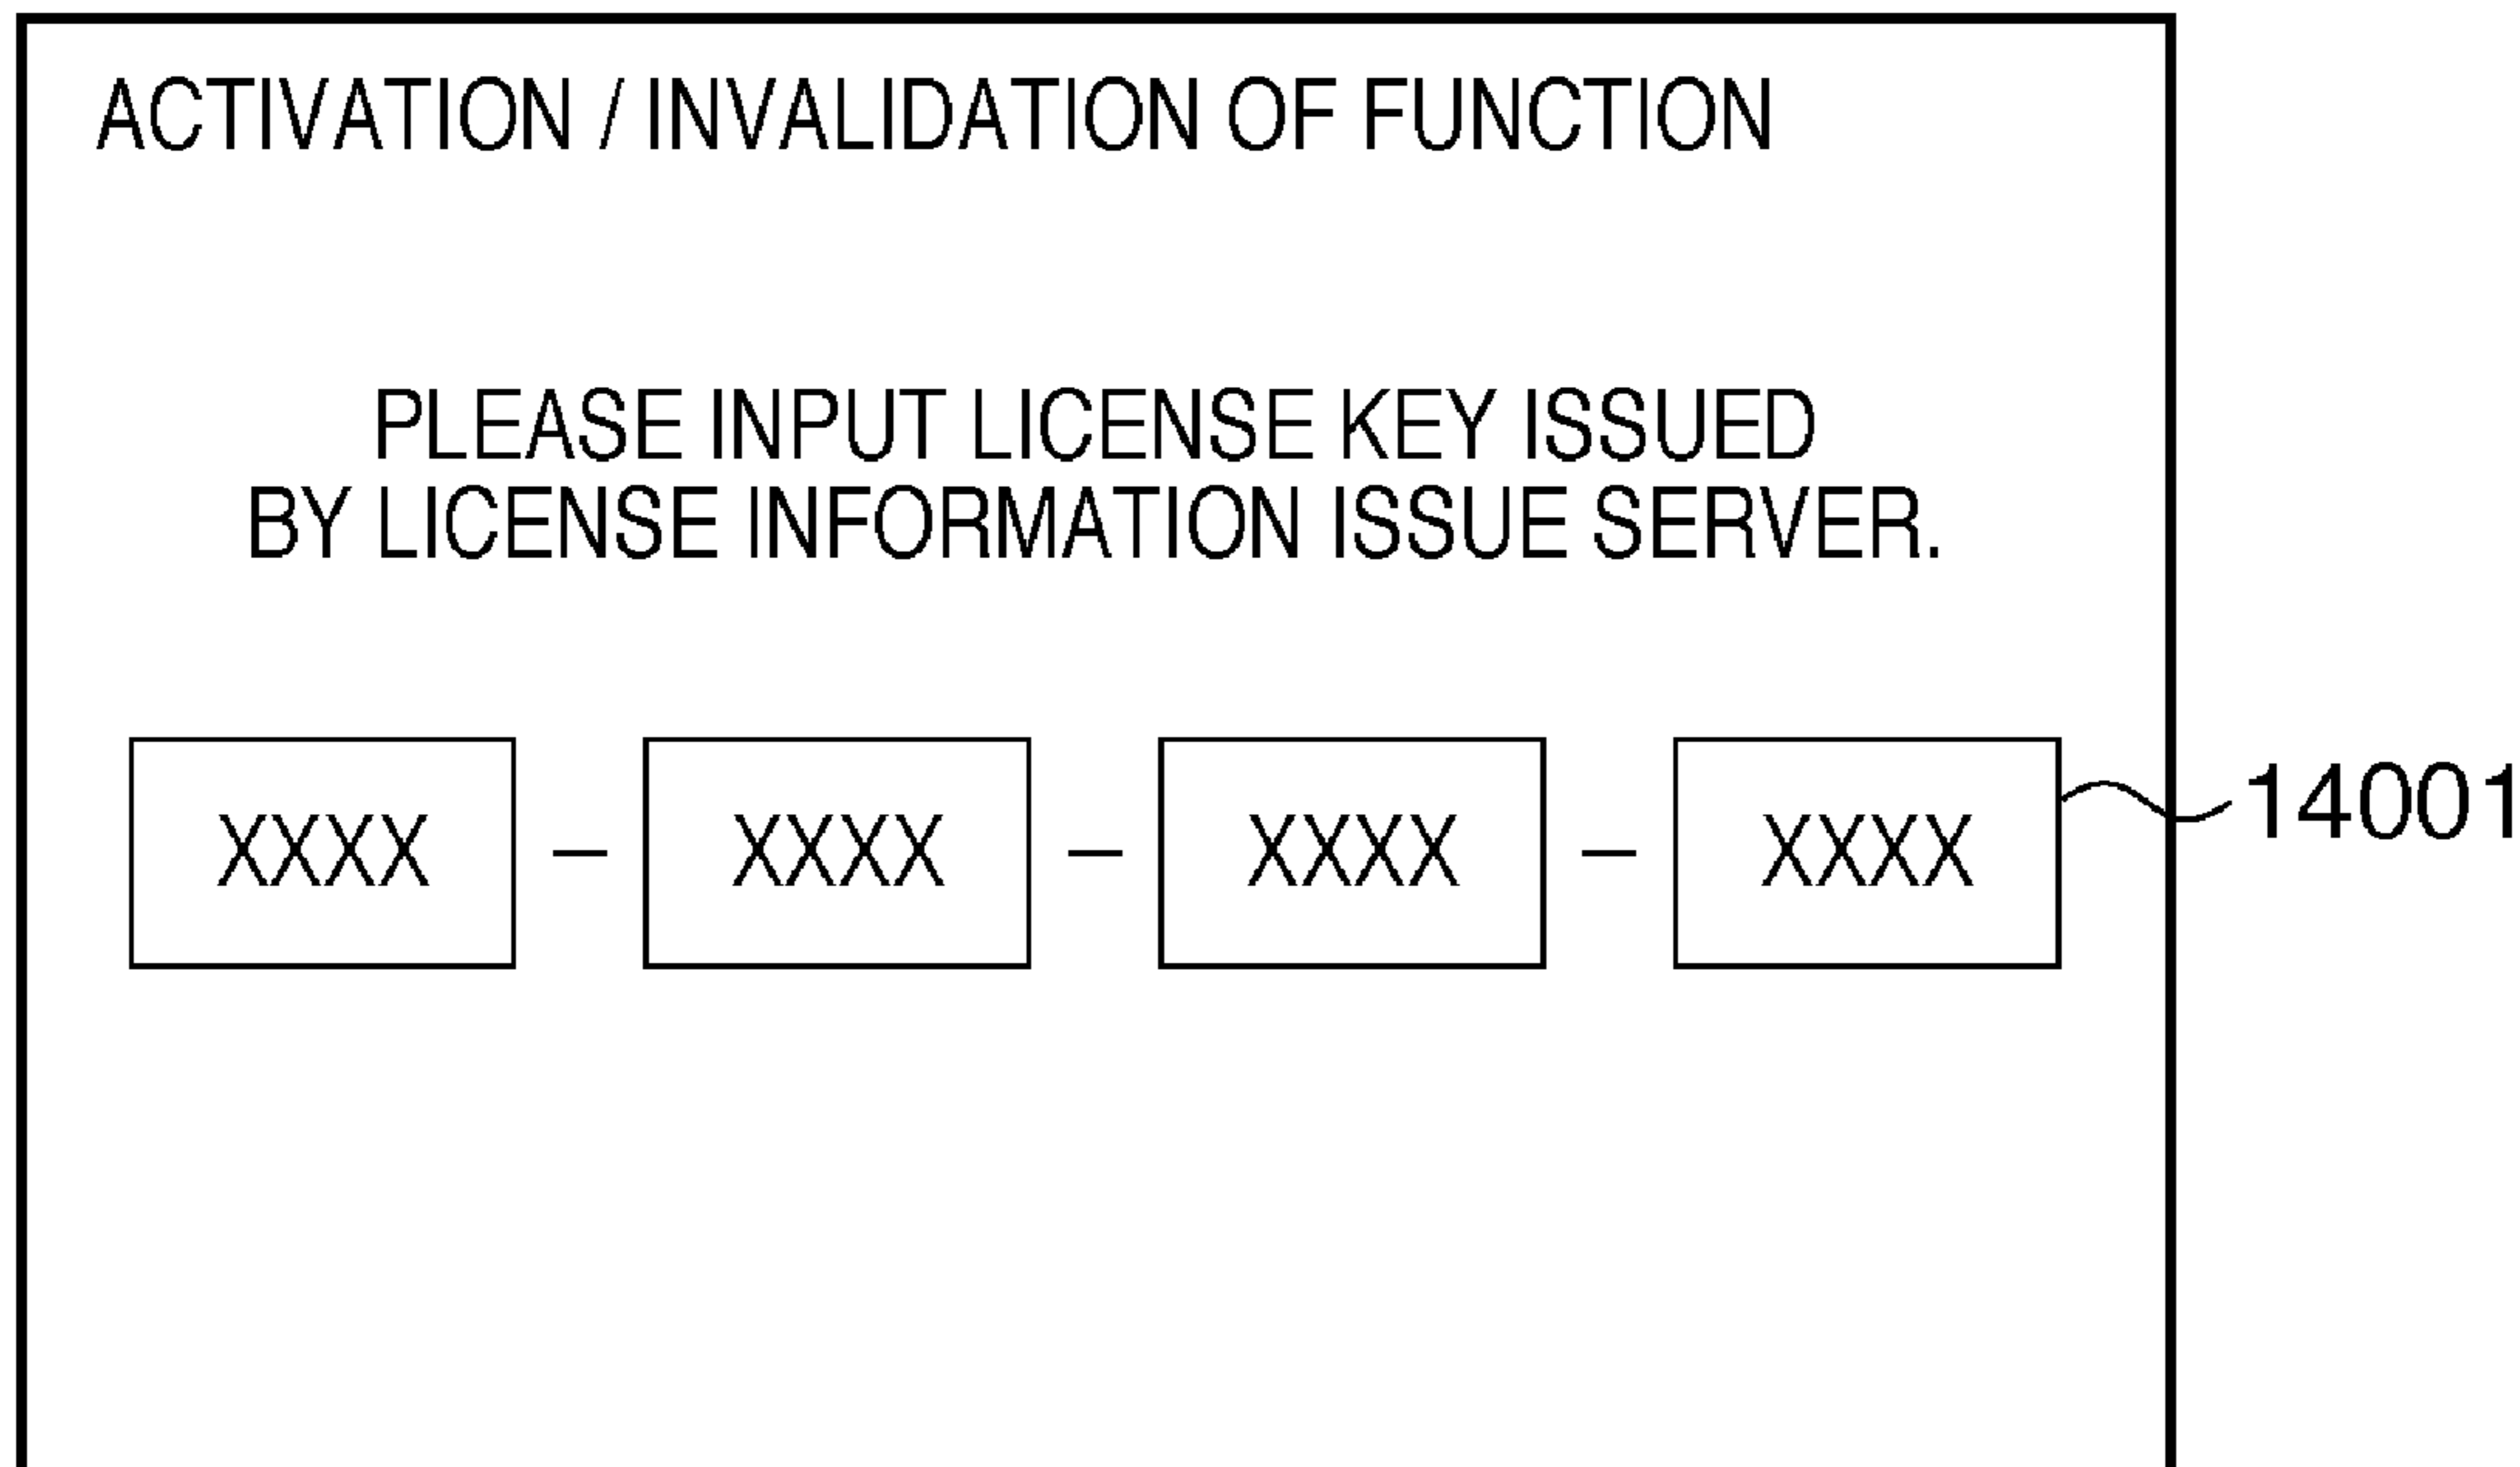 ACTIVATION / INVALIDATION OF FUNCTION
PLEASE INPUT LICENSE KEY ISSUED
BY LICENSE INFORMATION ISSUE SERVER.
XXXX – XXXX – XXXX – XXXX 14001